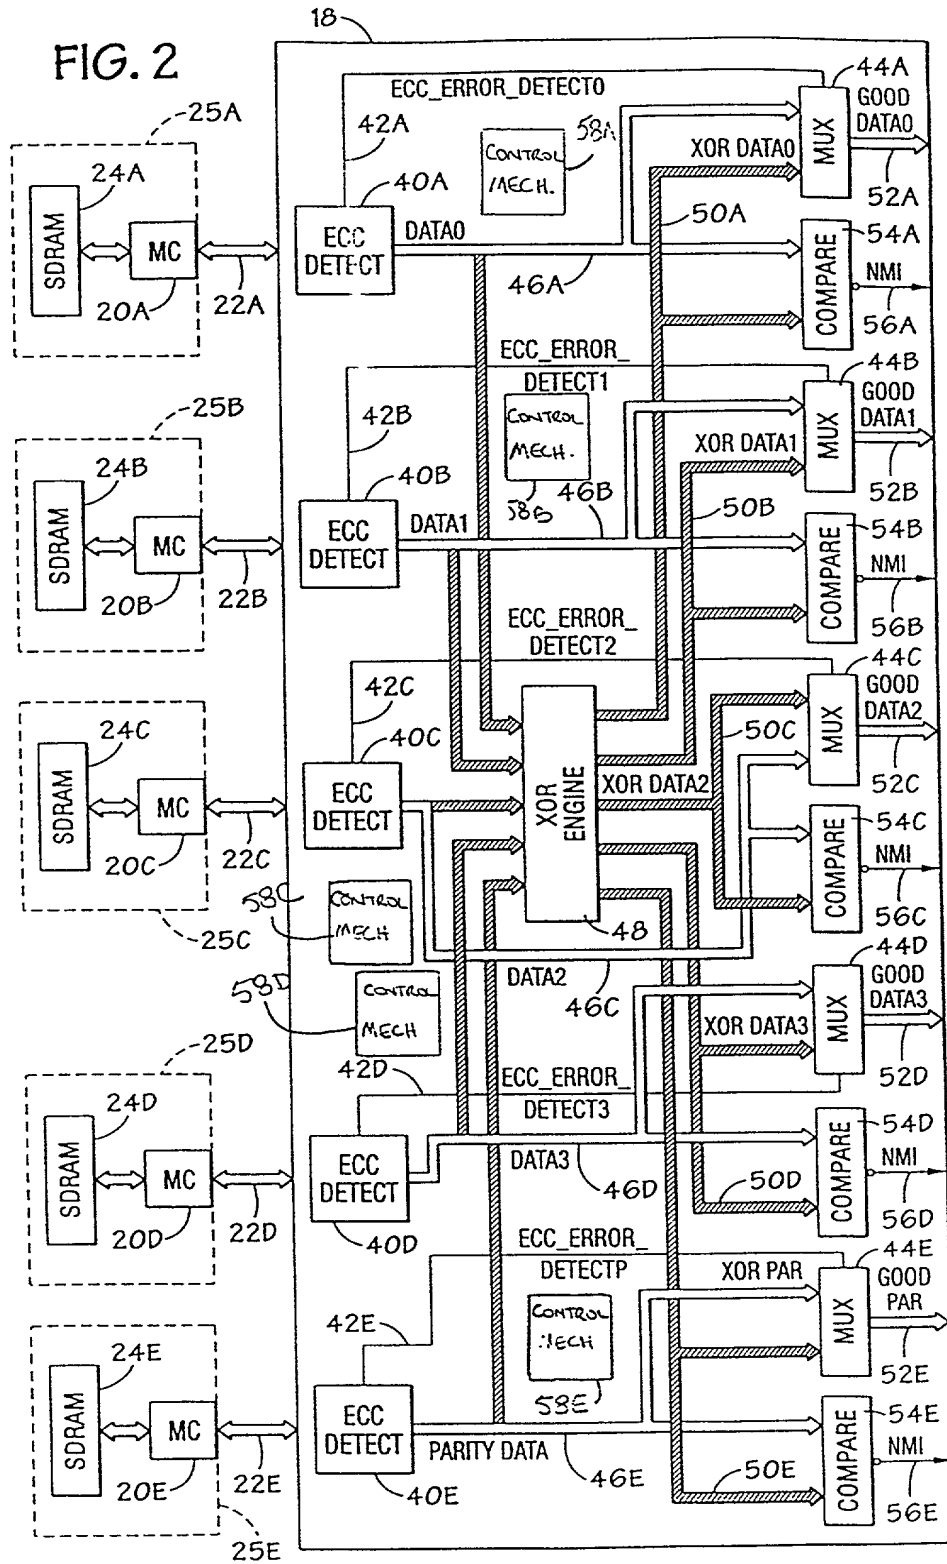 FIG. 2
18
ECC_ERROR_DETECT0
44A
GOOD
DATA0
25A
42A
CONTROL
MECH.
58A
XOR DATA0
MUX
52A
24A
SDRAM
MC
20A
22A
40A
ECC
DETECT
DATA0
46A
50A
54A
COMPARE
NMI
56A
ECC_ERROR_
DETECT1
44B
GOOD
DATA1
25B
42B
CONTROL
MECH.
58B
XOR DATA1
MUX
52B
24B
SDRAM
MC
20B
22B
40B
ECC
DETECT
DATA1
46B
50B
54B
COMPARE
NMI
56B
ECC_ERROR_
DETECT2
44C
GOOD
DATA2
42C
50C
MUX
52C
24C
SDRAM
MC
20C
22C
25C
40C
ECC
DETECT
XOR
ENGINE
48
XOR DATA2
54C
COMPARE
NMI
56C
58C
CONTROL
MECH
DATA2
46C
58D
CONTROL
MECH
44D
GOOD
DATA3
XOR DATA3
MUX
52D
25D
42D
ECC_ERROR_
DETECT3
24D
SDRAM
MC
20D
22D
ECC
DETECT
40D
DATA3
46D
50D
54D
COMPARE
NMI
56D
ECC_ERROR_
DETECTP
44E
GOOD
PAR
XOR PAR
MUX
52E
25E
42E
CONTROL
MECH
58E
24E
SDRAM
MC
20E
22E
ECC
DETECT
40E
PARITY DATA
46E
50E
54E
COMPARE
NMI
56E